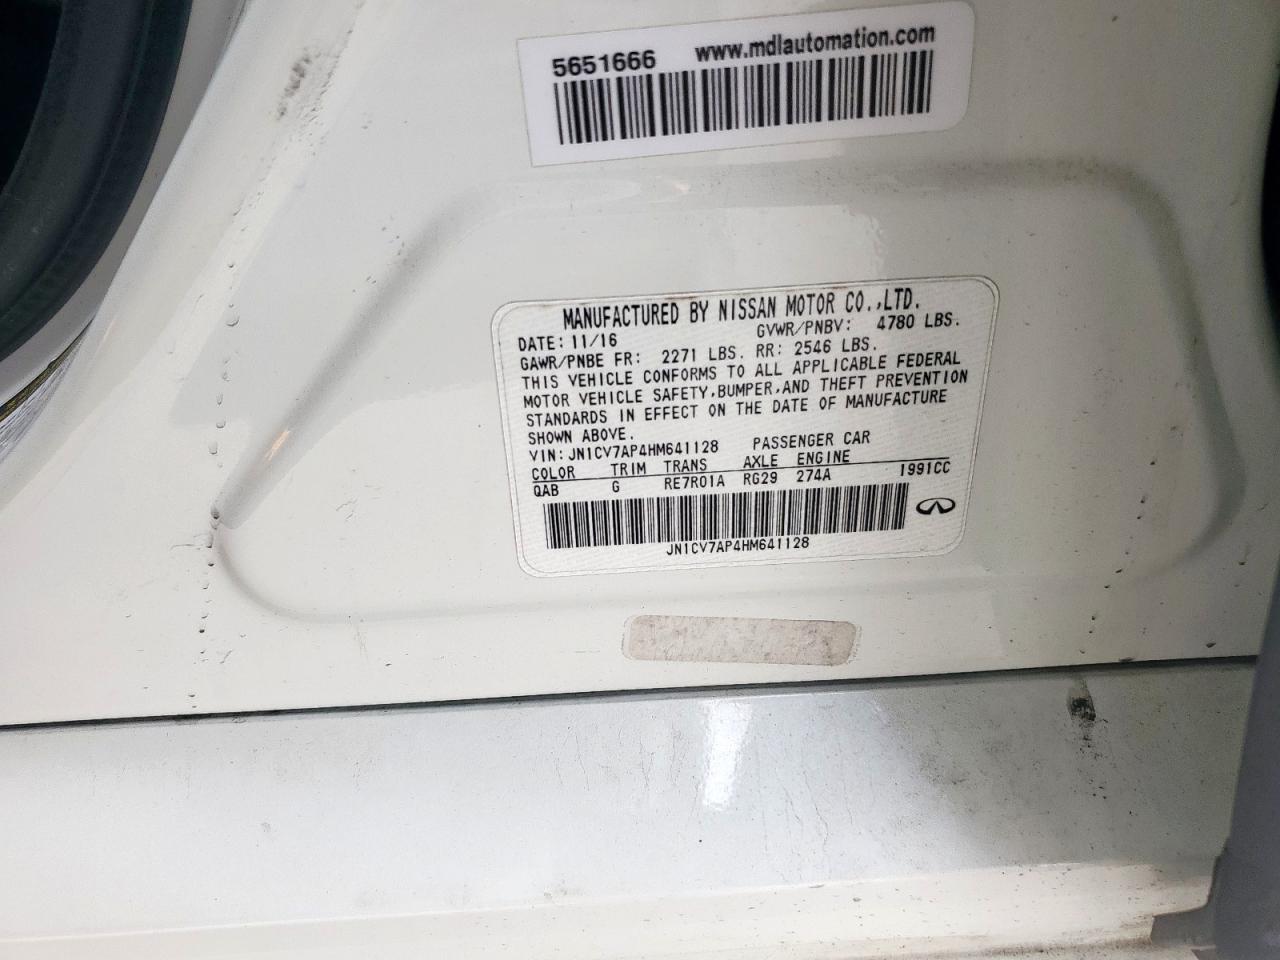 5651666 www.mdlautomation.com
MANUFACTURED BY NISSAN MOTOR CO.,LTD.
DATE: 11/16 GVWR/PNBV: 4780 LBS.
GAWR/PNBE FR: 2271 LBS. RR: 2546 LBS.
THIS VEHICLE CONFORMS TO ALL APPLICABLE FEDERAL
MOTOR VEHICLE SAFETY,BUMPER,AND THEFT PREVENTION
STANDARDS IN EFFECT ON THE DATE OF MANUFACTURE
SHOWN ABOVE.
VIN: JN1CV7AP4HM641128 PASSENGER CAR
COLOR TRIM TRANS AXLE ENGINE
QAB G RE7R01A RG29 274A 1991CC
JN1CV7AP4HM641128